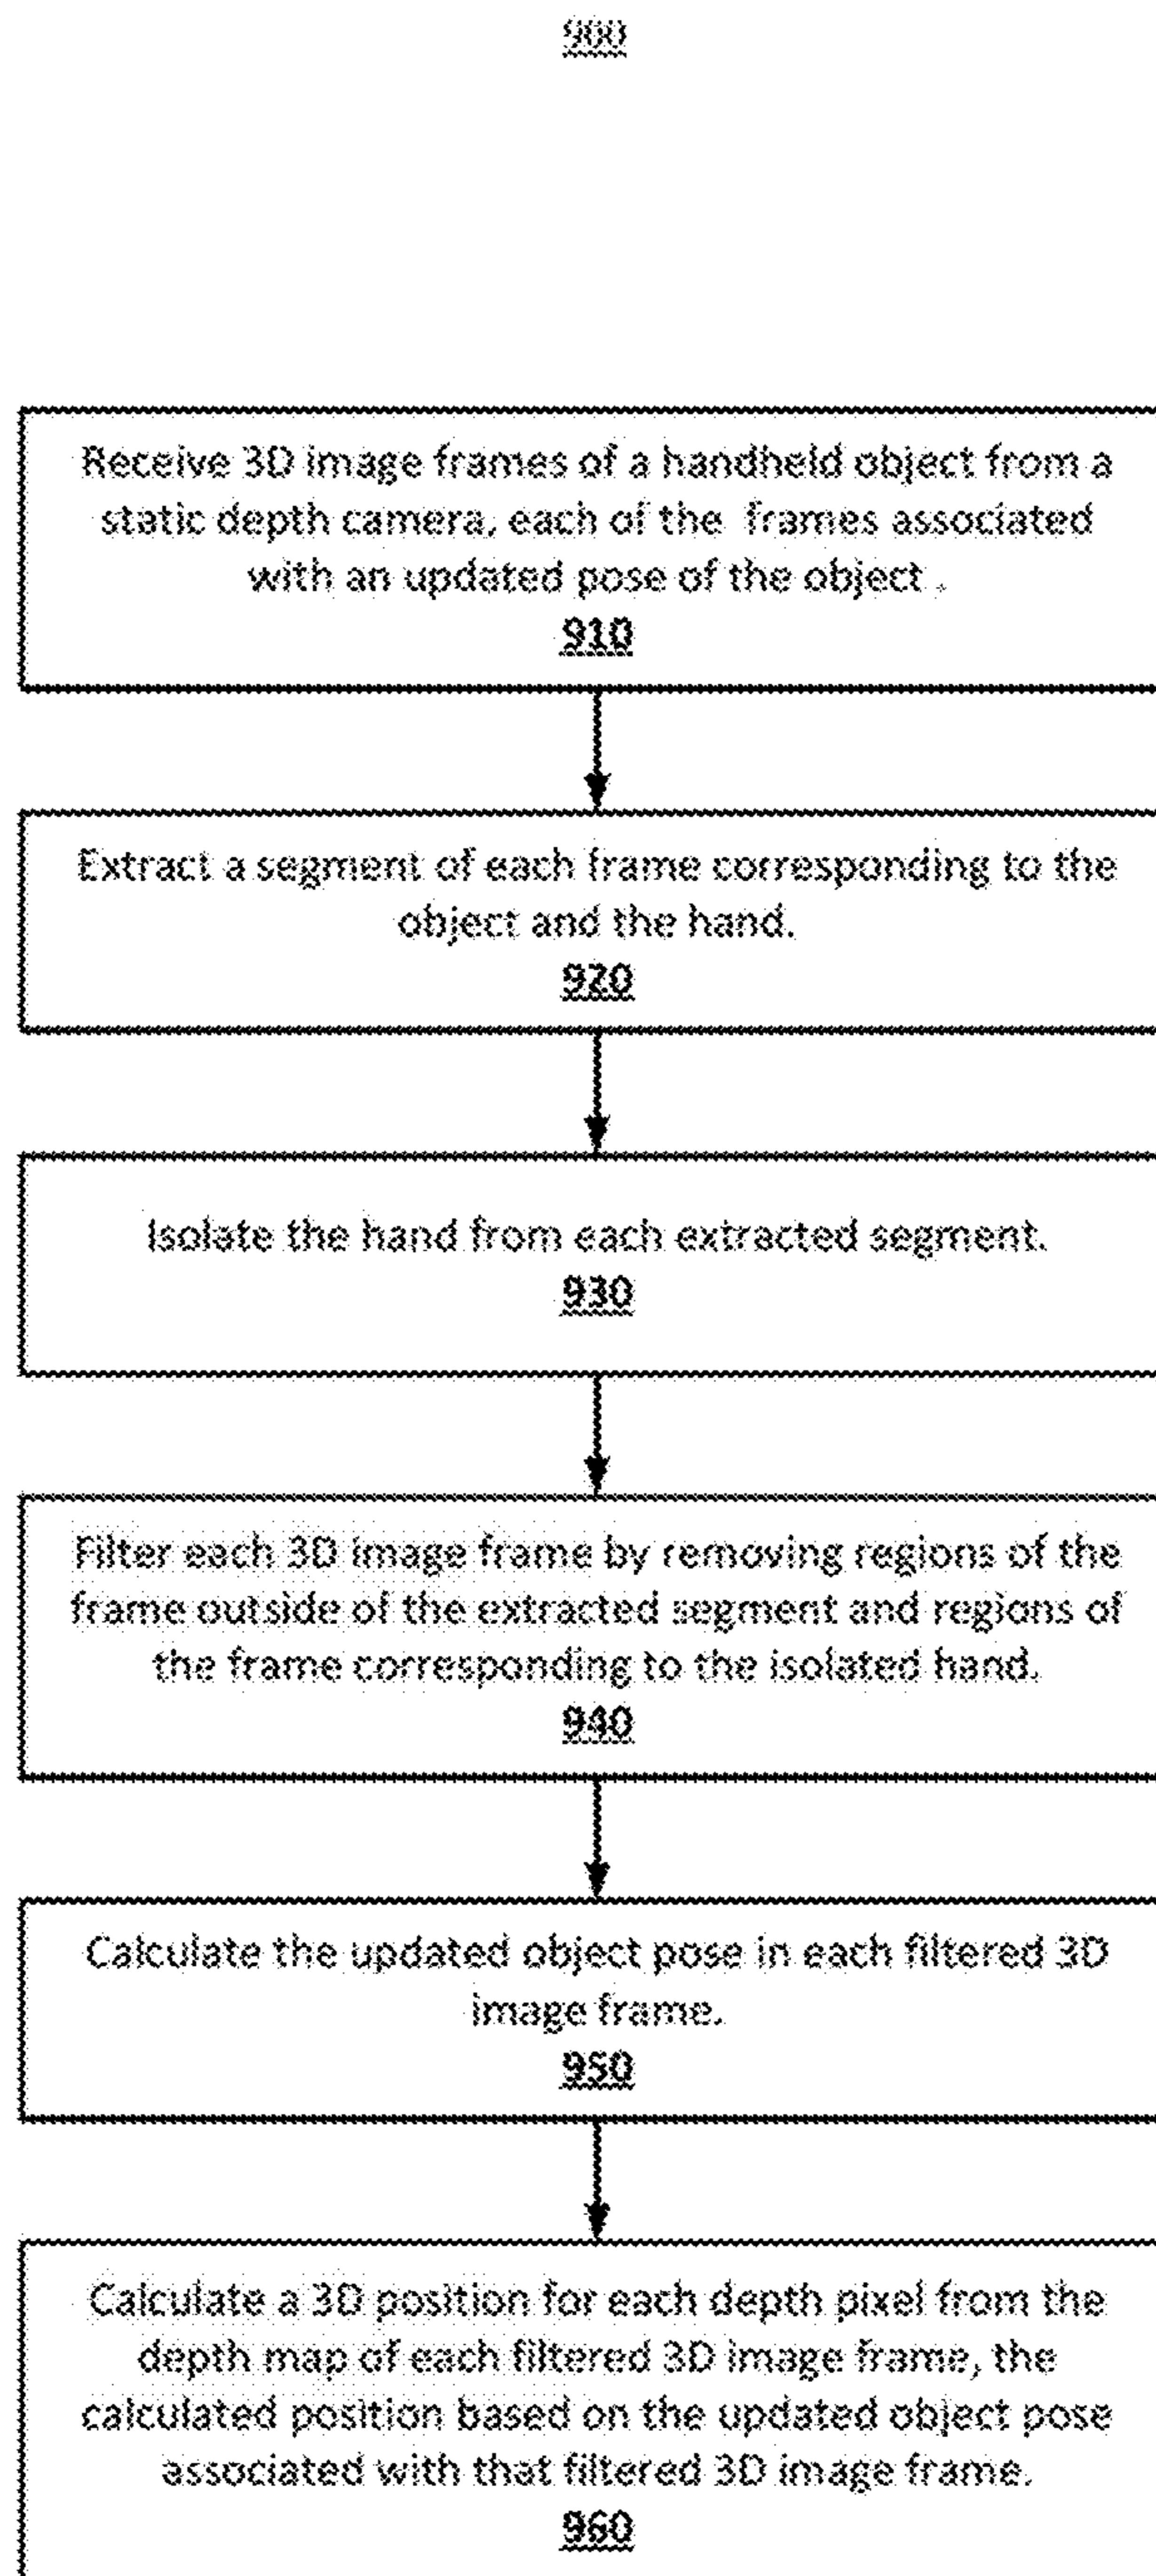 900
Receive 3D image frames of a handheld object from a
static depth camera, each of the frames associated
with an updated pose of the object .
910
Extract a segment of each frame corresponding to the
object and the hand.
920
Isolate the hand from each extracted segment.
930
Filter each 3D image frame by removing regions of the
frame outside of the extracted segment and regions of
the frame corresponding to the isolated hand.
940
Calculate the updated object pose in each filtered 3D
image frame.
950
Calculate a 3D position for each depth pixel from the
depth map of each filtered 3D image frame, the
calculated position based on the updated object pose
associated with that filtered 3D image frame.
960